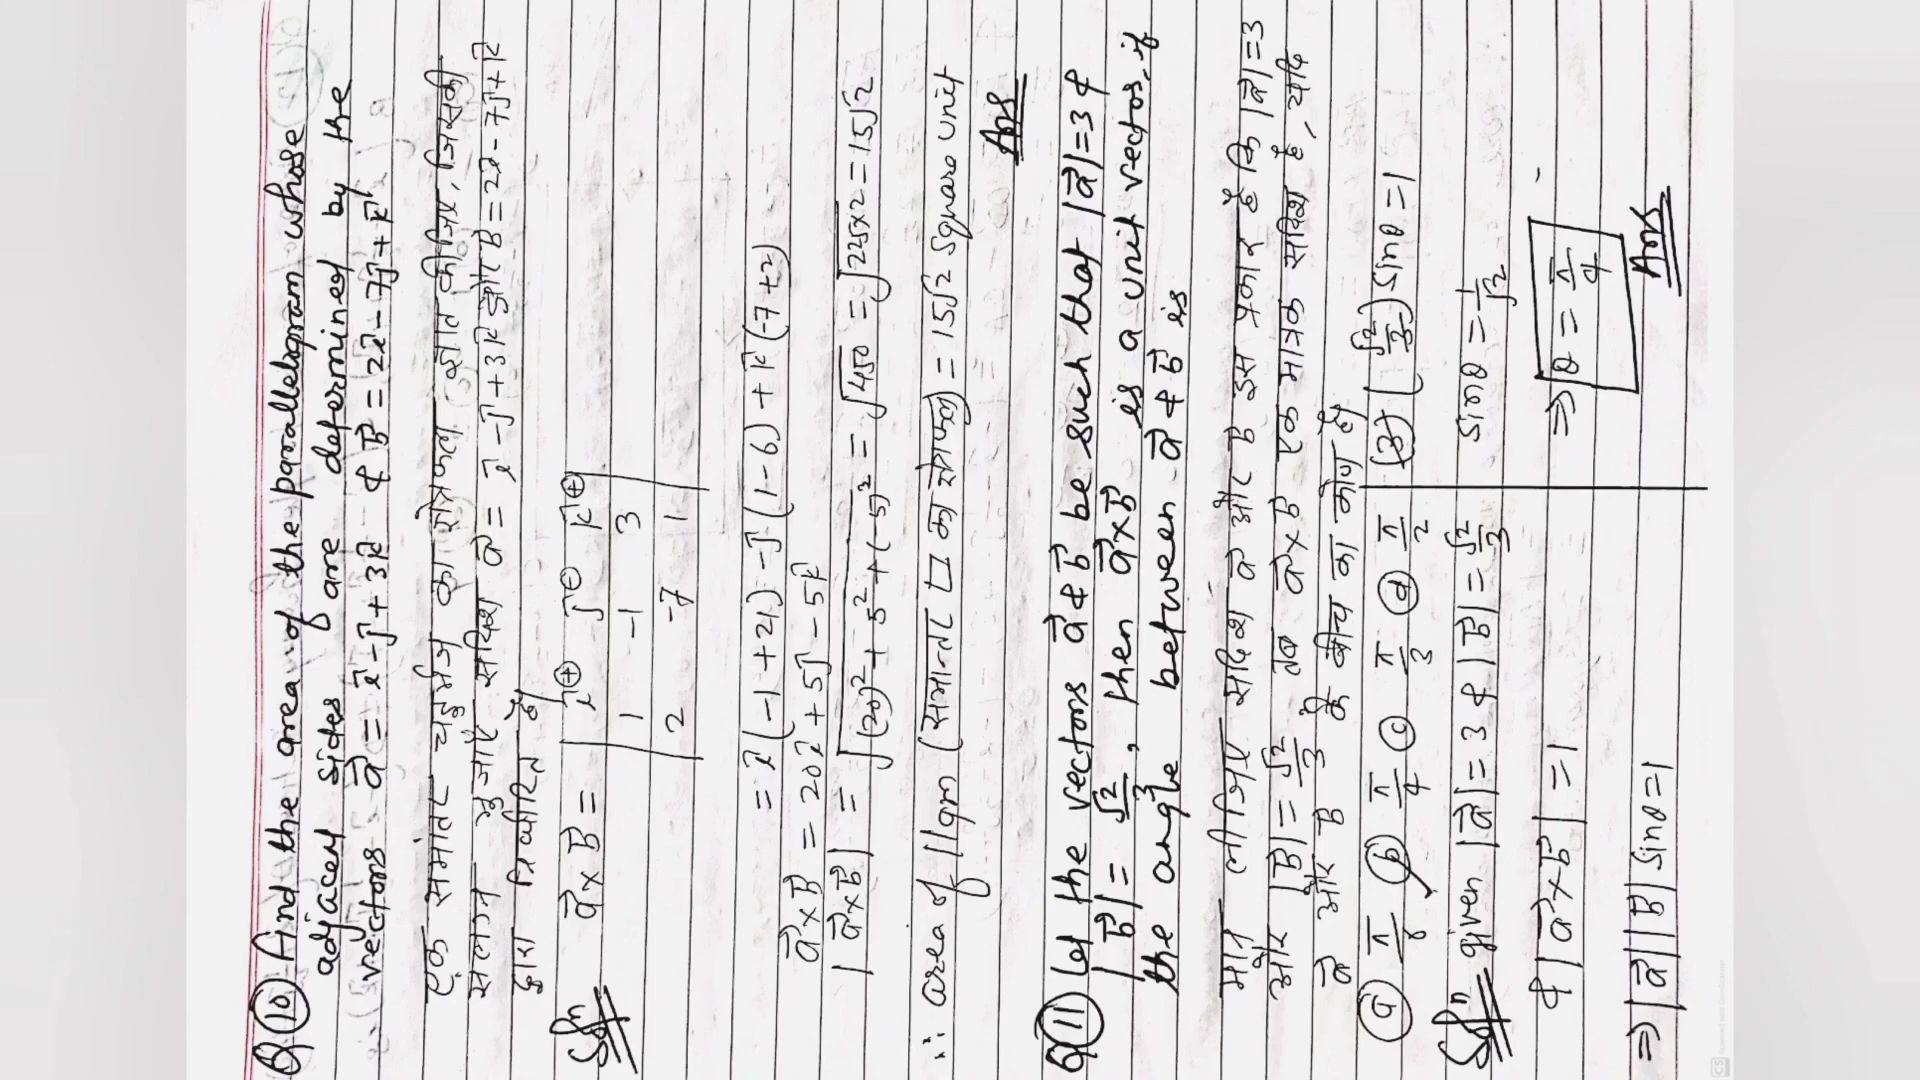 Q(10) Find the area of the parallelogram whose
adjacent sides are determined by the
vectors a⃗ = î - ĵ + 3k̂ & b⃗ = 2î - 7ĵ + k̂
एक समांतर चतुर्भुज का क्षेत्रफल ज्ञात कीजिए, जिसकी
संलग्न भुजाएं सदिश a⃗ = î - ĵ + 3k̂ और b⃗ = 2î - 7ĵ + k̂
द्वारा निर्धारित है
Solⁿ a⃗ × b⃗ = | î⊕ ĵ⊖ k̂⊕ |
| 1 -1 3 |
| 2 -7 1 |
= î(-1 + 21) - ĵ(1 - 6) + k̂(-7 + 2)
a⃗ × b⃗ = 20î + 5ĵ - 5k̂
|a⃗ × b⃗| = √(20)² + 5² + (-5)² = √450 = √225×2 = 15√2
∴ area of ||gm (समान्तर □ का क्षेत्रफल) = 15√2 square unit
Ans
Q(11) Let the vectors a⃗ & b⃗ be such that |a⃗| = 3 &
|b⃗| = √2/3, then a⃗ × b⃗ is a unit vectors, if
the angle between a⃗ & b⃗ is
मान लीजिए सदिश a⃗ और b⃗ इस प्रकार है कि |a⃗| = 3
और |b⃗| = √2/3 तब a⃗ × b⃗ एक मात्रक सदिश है, यदि
a⃗ और b⃗ के बीच का कोण है
(a) π/6 (b) π/4 (c) π/3 (d) π/2
Solⁿ given |a⃗| = 3 & |b⃗| = √2/3
& |a⃗ × b⃗| = 1
⇒ |a⃗||b⃗| sinθ = 1
(3)(√2/3) sinθ = 1
sinθ = 1/√2
⇒ θ = π/4
Ans
CS